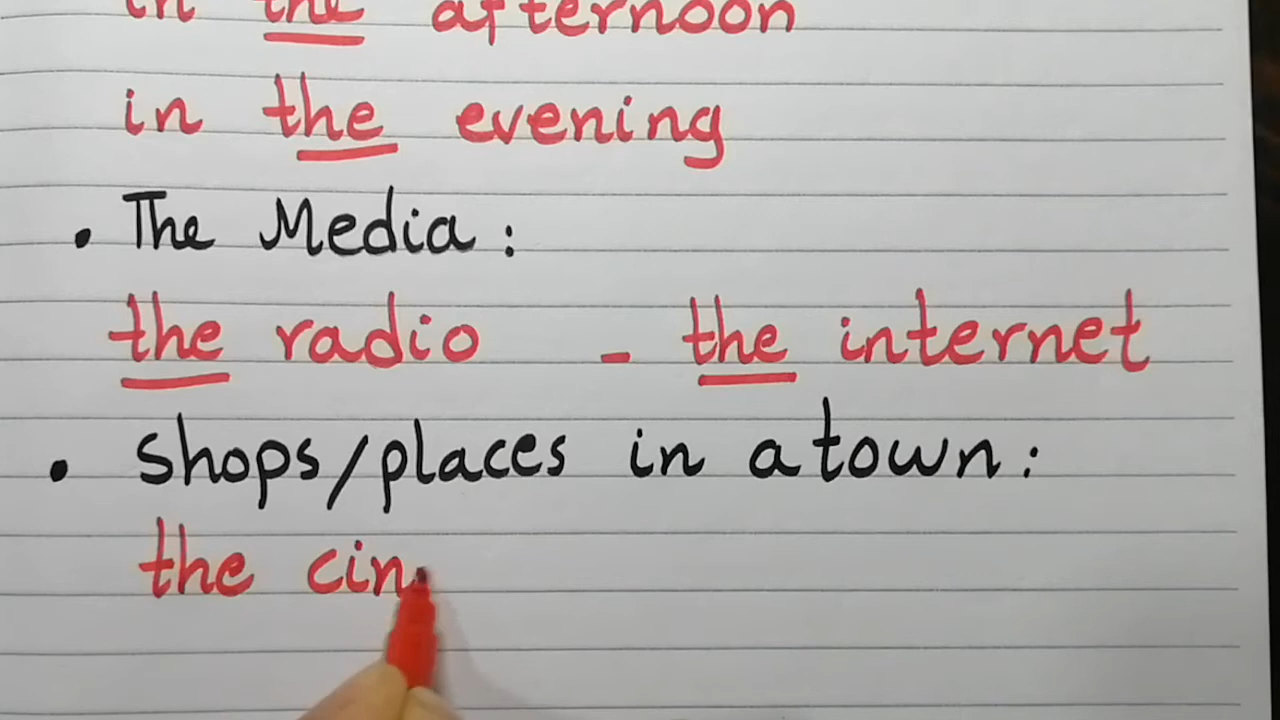 in the afternoon
in the evening
• The Media:
the radio - the internet
• Shops/places in a town:
the cin